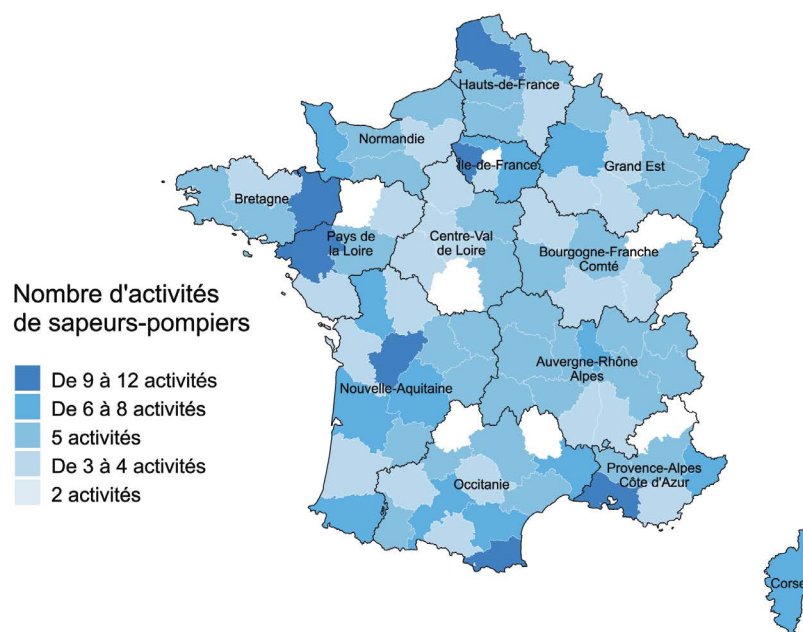 Hauts-de-France
Normandie
Île-de-France
Grand Est
Bretagne
Pays de
la Loire
Centre-Val
de Loire
Bourgogne-Franche
Comté
Nombre d'activités
de sapeurs-pompiers
De 9 à 12 activités
De 6 à 8 activités
5 activités
De 3 à 4 activités
2 activités
Auvergne-Rhône
Alpes
Nouvelle-Aquitaine
Occitanie
Provence-Alpes
Côte d'Azur
Corse